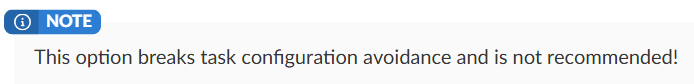 NOTE
This option breaks task configuration avoidance and is not recommended!